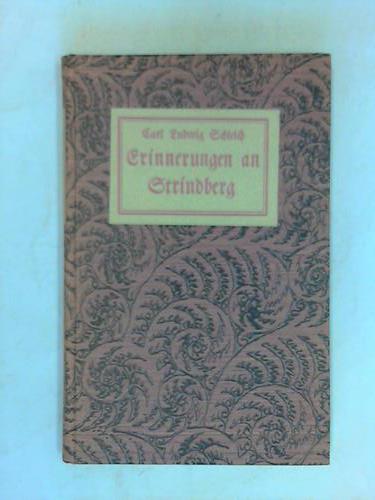 Carl Ludwig Schleich
Erinnerungen an
Strindberg